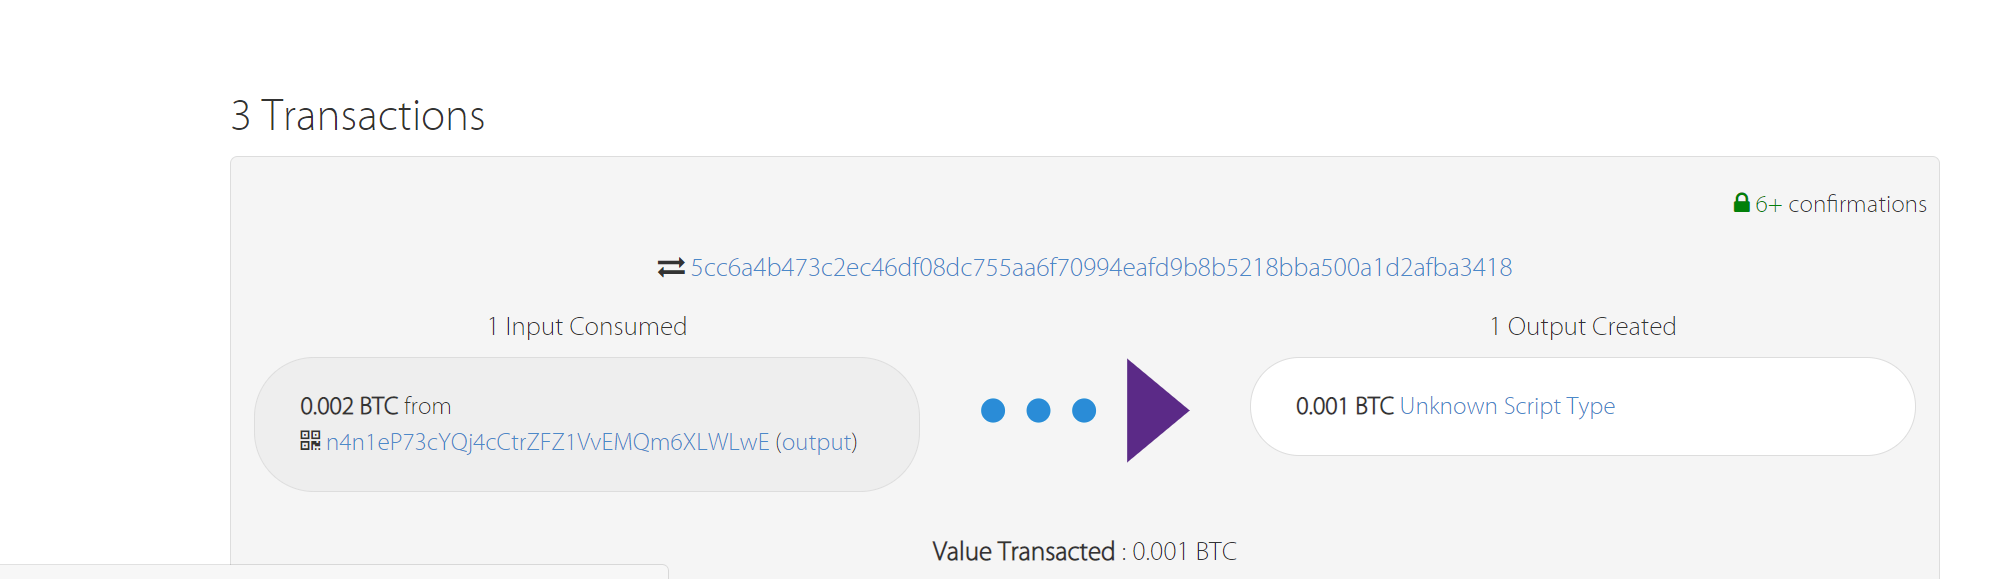 3 Transactions
6+ confirmations
5cc6a4b473c2ec46df08dc755aa6f70994eafd9b8b5218bba500a1d2afba3418
1 Input Consumed
1 Output Created
0.002 BTC from
n4n1eP73cYQj4cCtrZFZ1VvEMQm6XLWLwE (output)
0.001 BTC Unknown Script Type
Value Transacted : 0.001 BTC